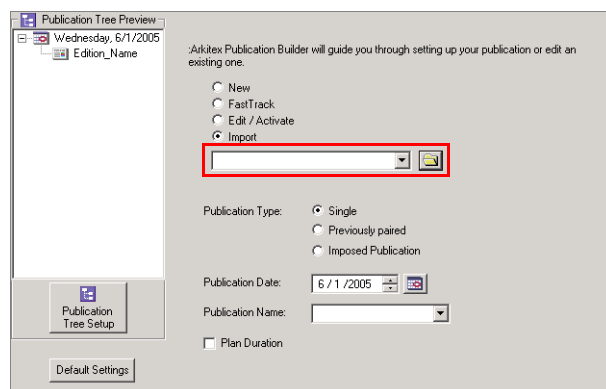 Publication Tree Preview
Wednesday, 6/1/2005
Edition_Name
:Arkitex Publication Builder will guide you through setting up your publication or edit an
existing one.
New
FastTrack
Edit / Activate
Import
Publication Type:
Single
Previously paired
Imposed Publication
Publication Date:
6 / 1 /2005
Publication Name:
Plan Duration
Publication
Tree Setup
Default Settings